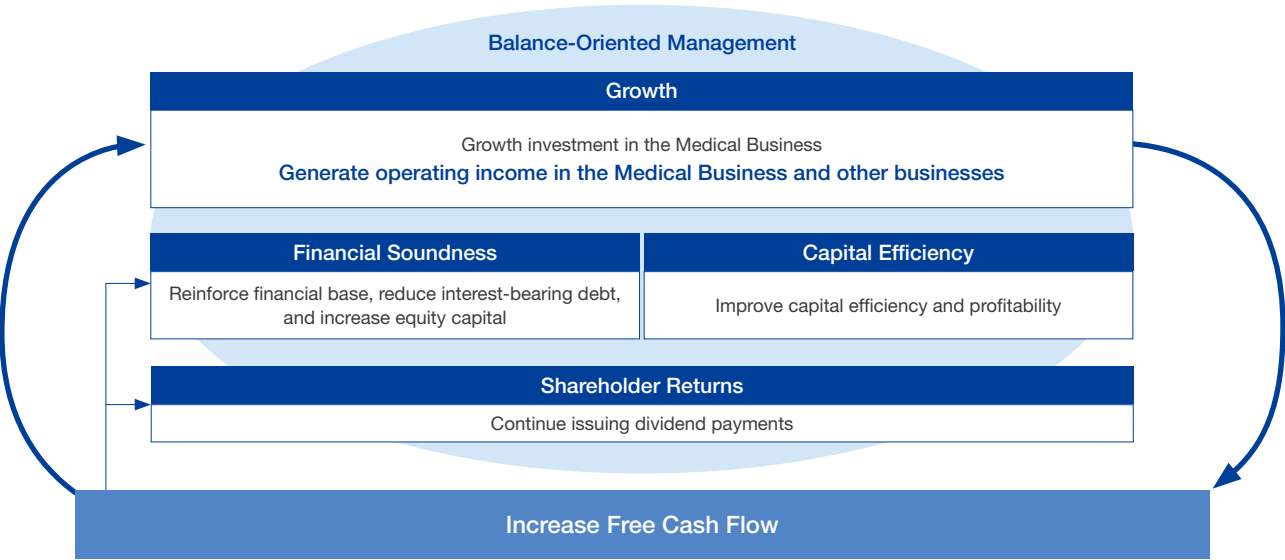 Balance-Oriented Management
Growth
Growth investment in the Medical Business
Generate operating income in the Medical Business and other businesses
Financial Soundness
Reinforce financial base, reduce interest-bearing debt,
and increase equity capital
Capital Efficiency
Improve capital efficiency and profitability
Shareholder Returns
Continue issuing dividend payments
Increase Free Cash Flow